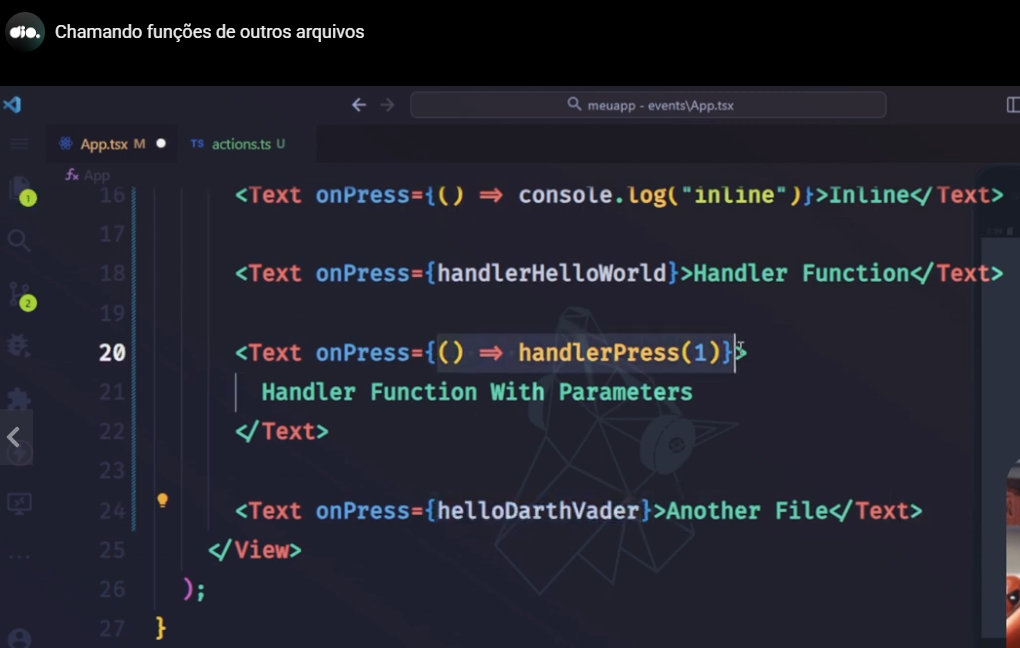 dio.
Chamando funções de outros arquivos
meuapp - events\App.tsx
App.tsx M
TS actions.ts U
App
16 <Text onPress={() => console.log("inline")}>Inline</Text>
17
18 <Text onPress={handlerHelloWorld}>Handler Function</Text>
19
20 <Text onPress={() => handlerPress(1)}>
21 Handler Function With Parameters
22 </Text>
23
24 <Text onPress={helloDarthVader}>Another File</Text>
25 </View>
26 );
27 }
1
2